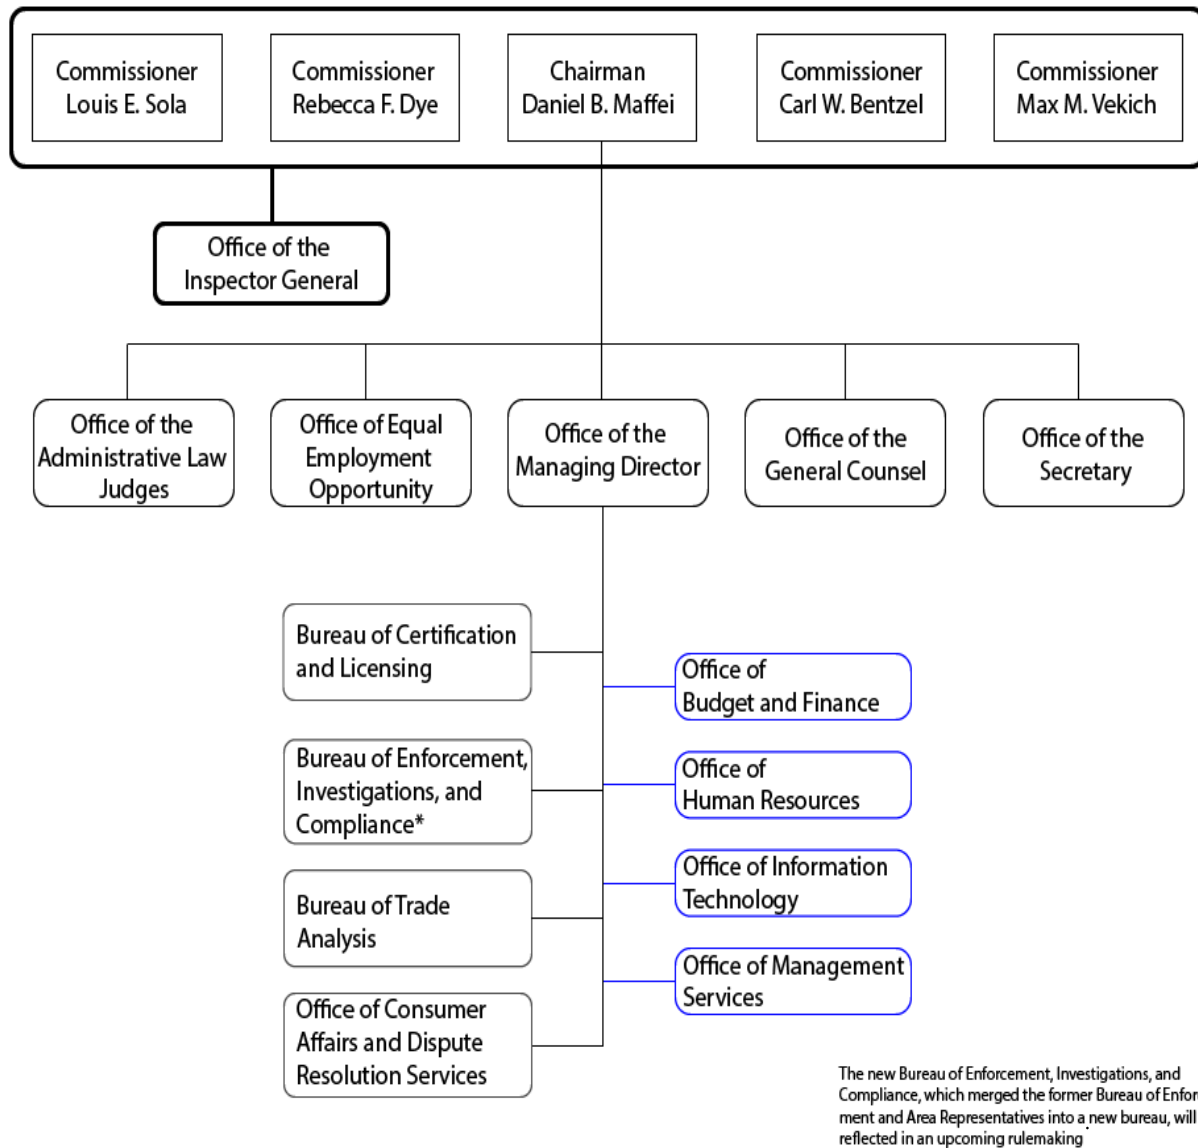 Commissioner
Louis E. Sola
Commissioner
Rebecca F. Dye
Chairman
Daniel B. Maffei
Commissioner
Carl W. Bentzel
Commissioner
Max M. Vekich
Office of the
Inspector General
Office of the
Administrative Law
Judges
Office of Equal
Employment
Opportunity
Office of the
Managing Director
Office of the
General Counsel
Office of the
Secretary
Bureau of Certification
and Licensing
Bureau of Enforcement,
Investigations, and
Compliance*
Bureau of Trade
Analysis
Office of Consumer
Affairs and Dispute
Resolution Services
Office of
Budget and Finance
Office of
Human Resources
Office of Information
Technology
Office of Management
Services
The new Bureau of Enforcement, Investigations, and
Compliance, which merged the former Bureau of Enfor
ment and Area Representatives into a new bureau, will
reflected in an upcoming rulemaking